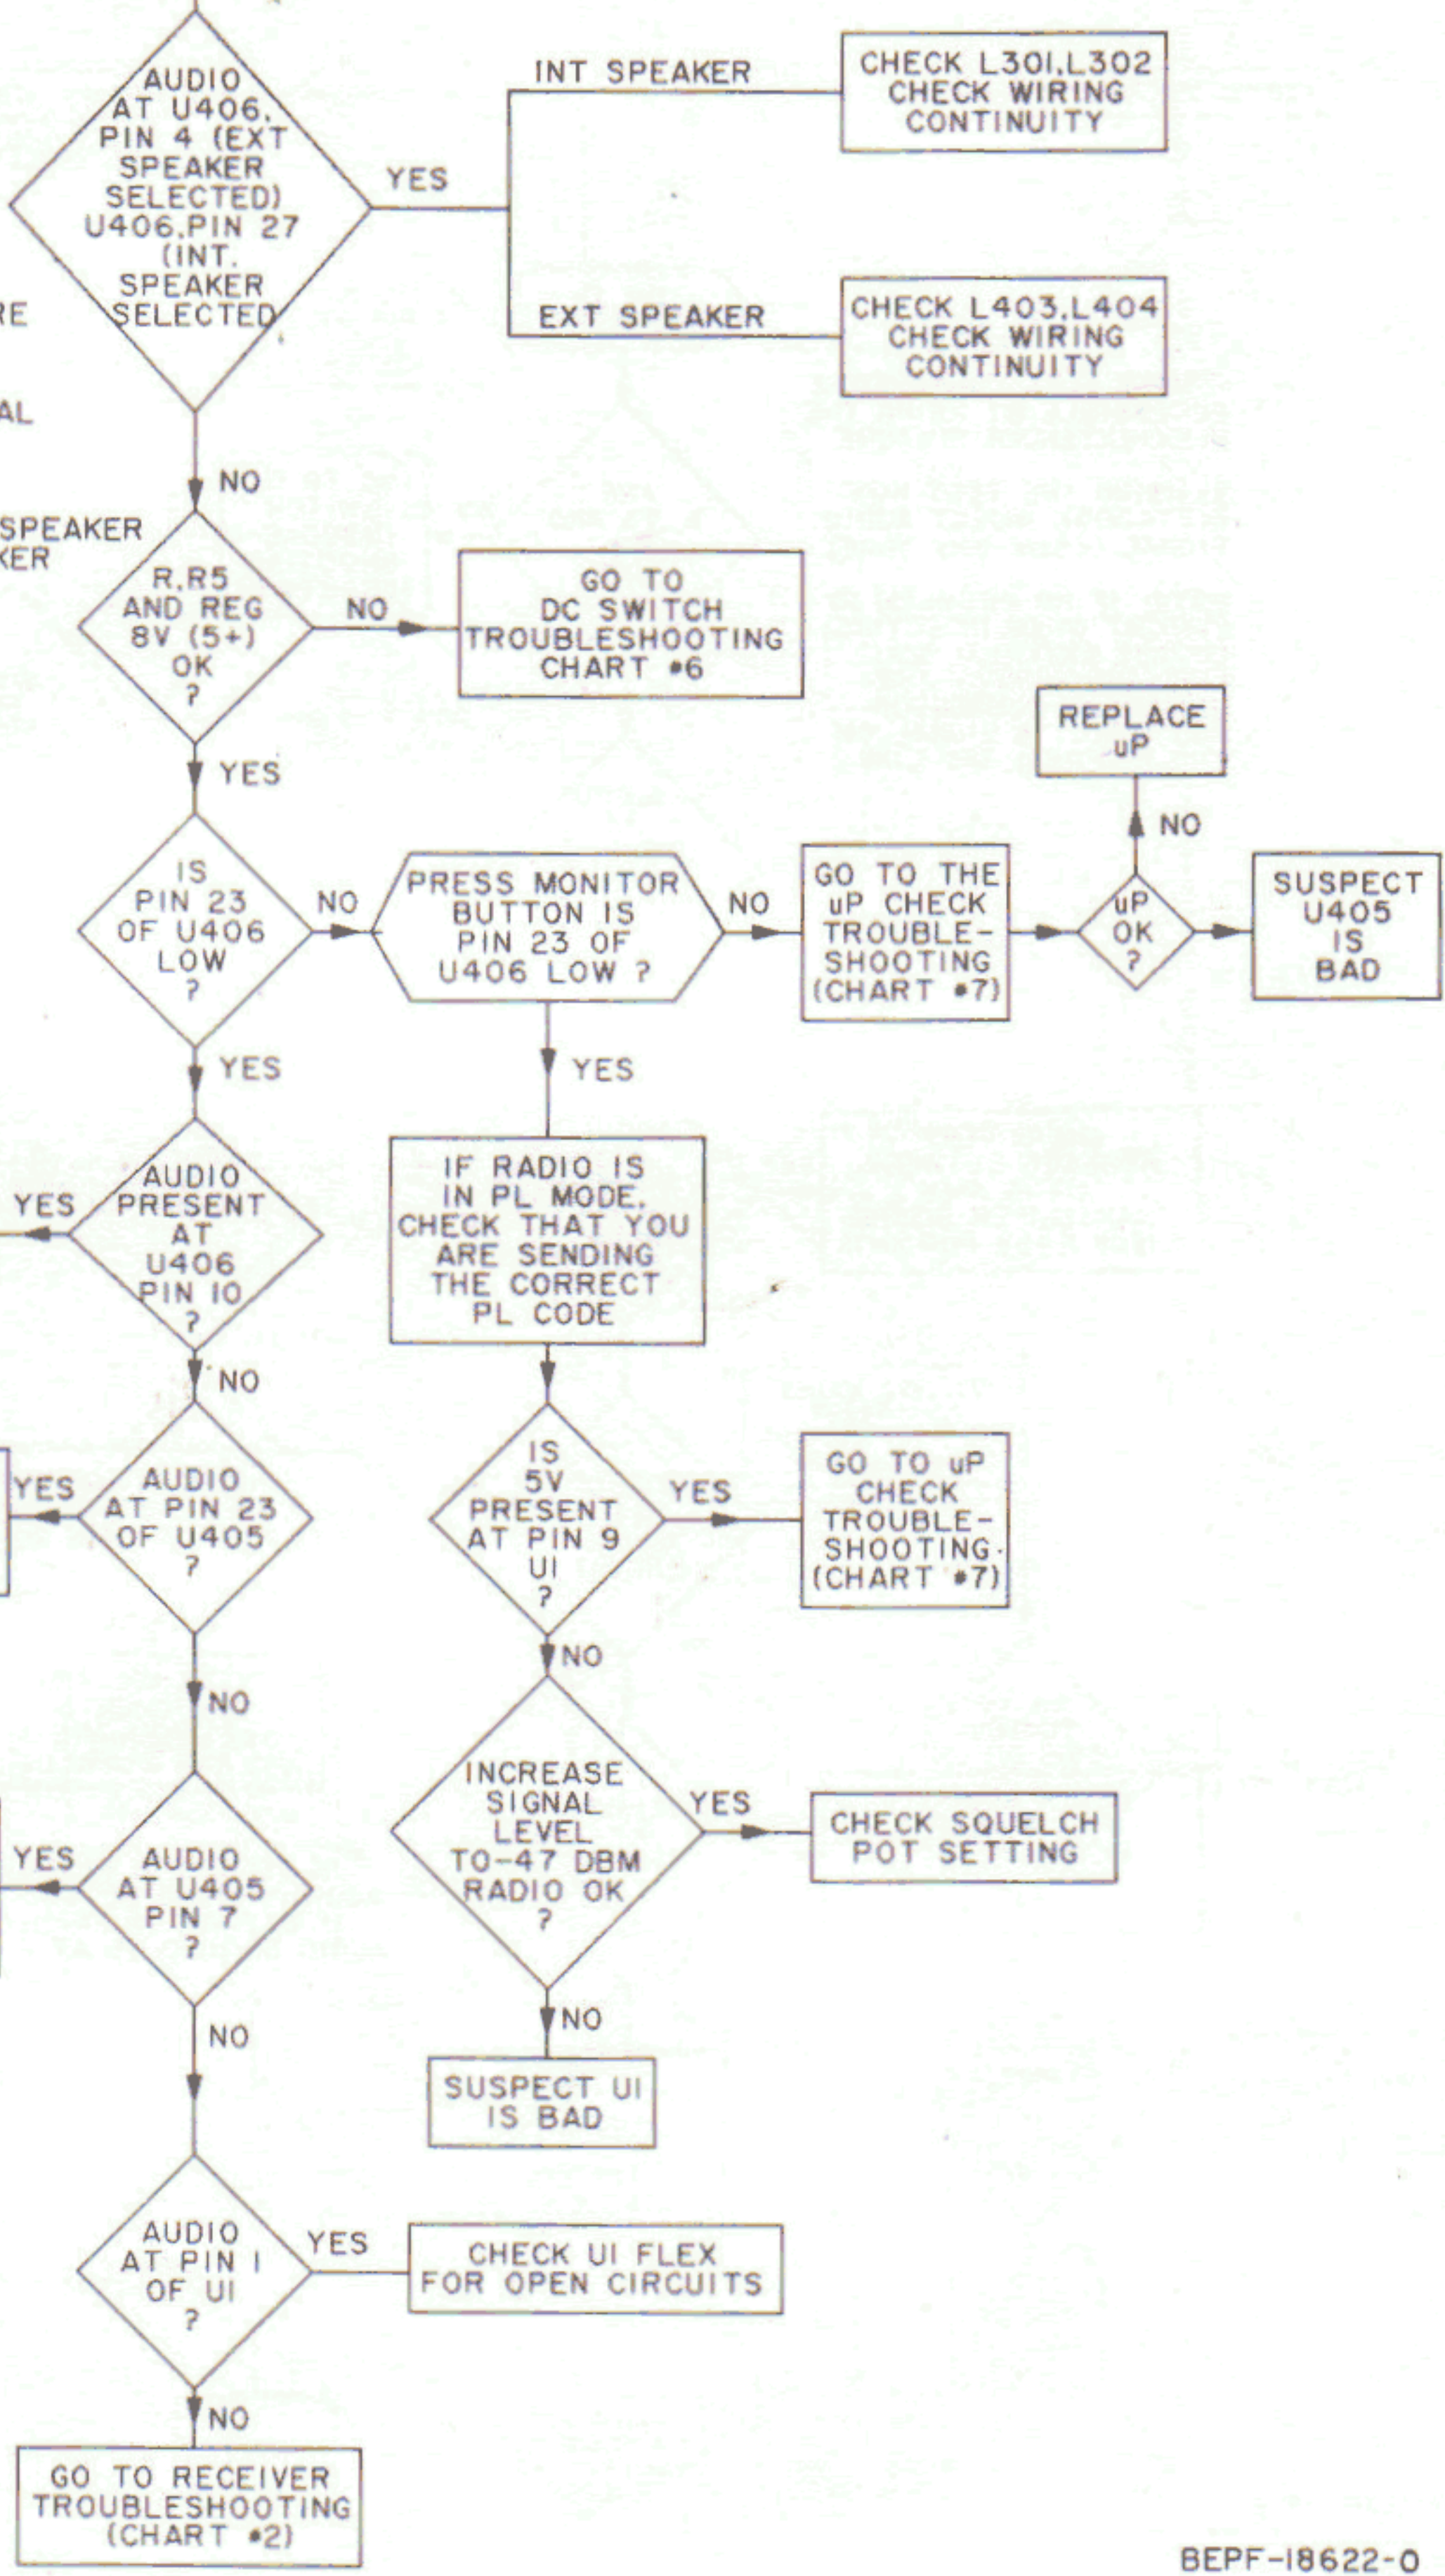 AUDIO
AT U406,
PIN 4 (EXT
SPEAKER
SELECTED)
U406,PIN 27
(INT.
SPEAKER
SELECTED
YES
INT SPEAKER
CHECK L301,L302
CHECK WIRING
CONTINUITY
EXT SPEAKER
CHECK L403,L404
CHECK WIRING
CONTINUITY
RE
AL
SPEAKER
KER
NO
R,R5
AND REG
8V (5+)
OK
?
NO
GO TO
DC SWITCH
TROUBLESHOOTING
CHART #6
YES
IS
PIN 23
OF U406
LOW
?
NO
PRESS MONITOR
BUTTON IS
PIN 23 OF
U406 LOW ?
NO
GO TO THE
uP CHECK
TROUBLE-
SHOOTING
(CHART #7)
uP
OK
?
NO
REPLACE
uP
SUSPECT
U405
IS
BAD
YES
YES
AUDIO
PRESENT
AT
U406
PIN 10
?
YES
IF RADIO IS
IN PL MODE,
CHECK THAT YOU
ARE SENDING
THE CORRECT
PL CODE
NO
AUDIO
AT PIN 23
OF U405
?
YES
IS
5V
PRESENT
AT PIN 9
U1
?
YES
GO TO uP
CHECK
TROUBLE-
SHOOTING
(CHART #7)
NO
NO
INCREASE
SIGNAL
LEVEL
TO-47 DBM
RADIO OK
?
YES
CHECK SQUELCH
POT SETTING
AUDIO
AT U405
PIN 7
?
YES
NO
NO
SUSPECT U1
IS BAD
AUDIO
AT PIN 1
OF U1
?
YES
CHECK U1 FLEX
FOR OPEN CIRCUITS
NO
GO TO RECEIVER
TROUBLESHOOTING
(CHART #2)
BEPF-18622-0